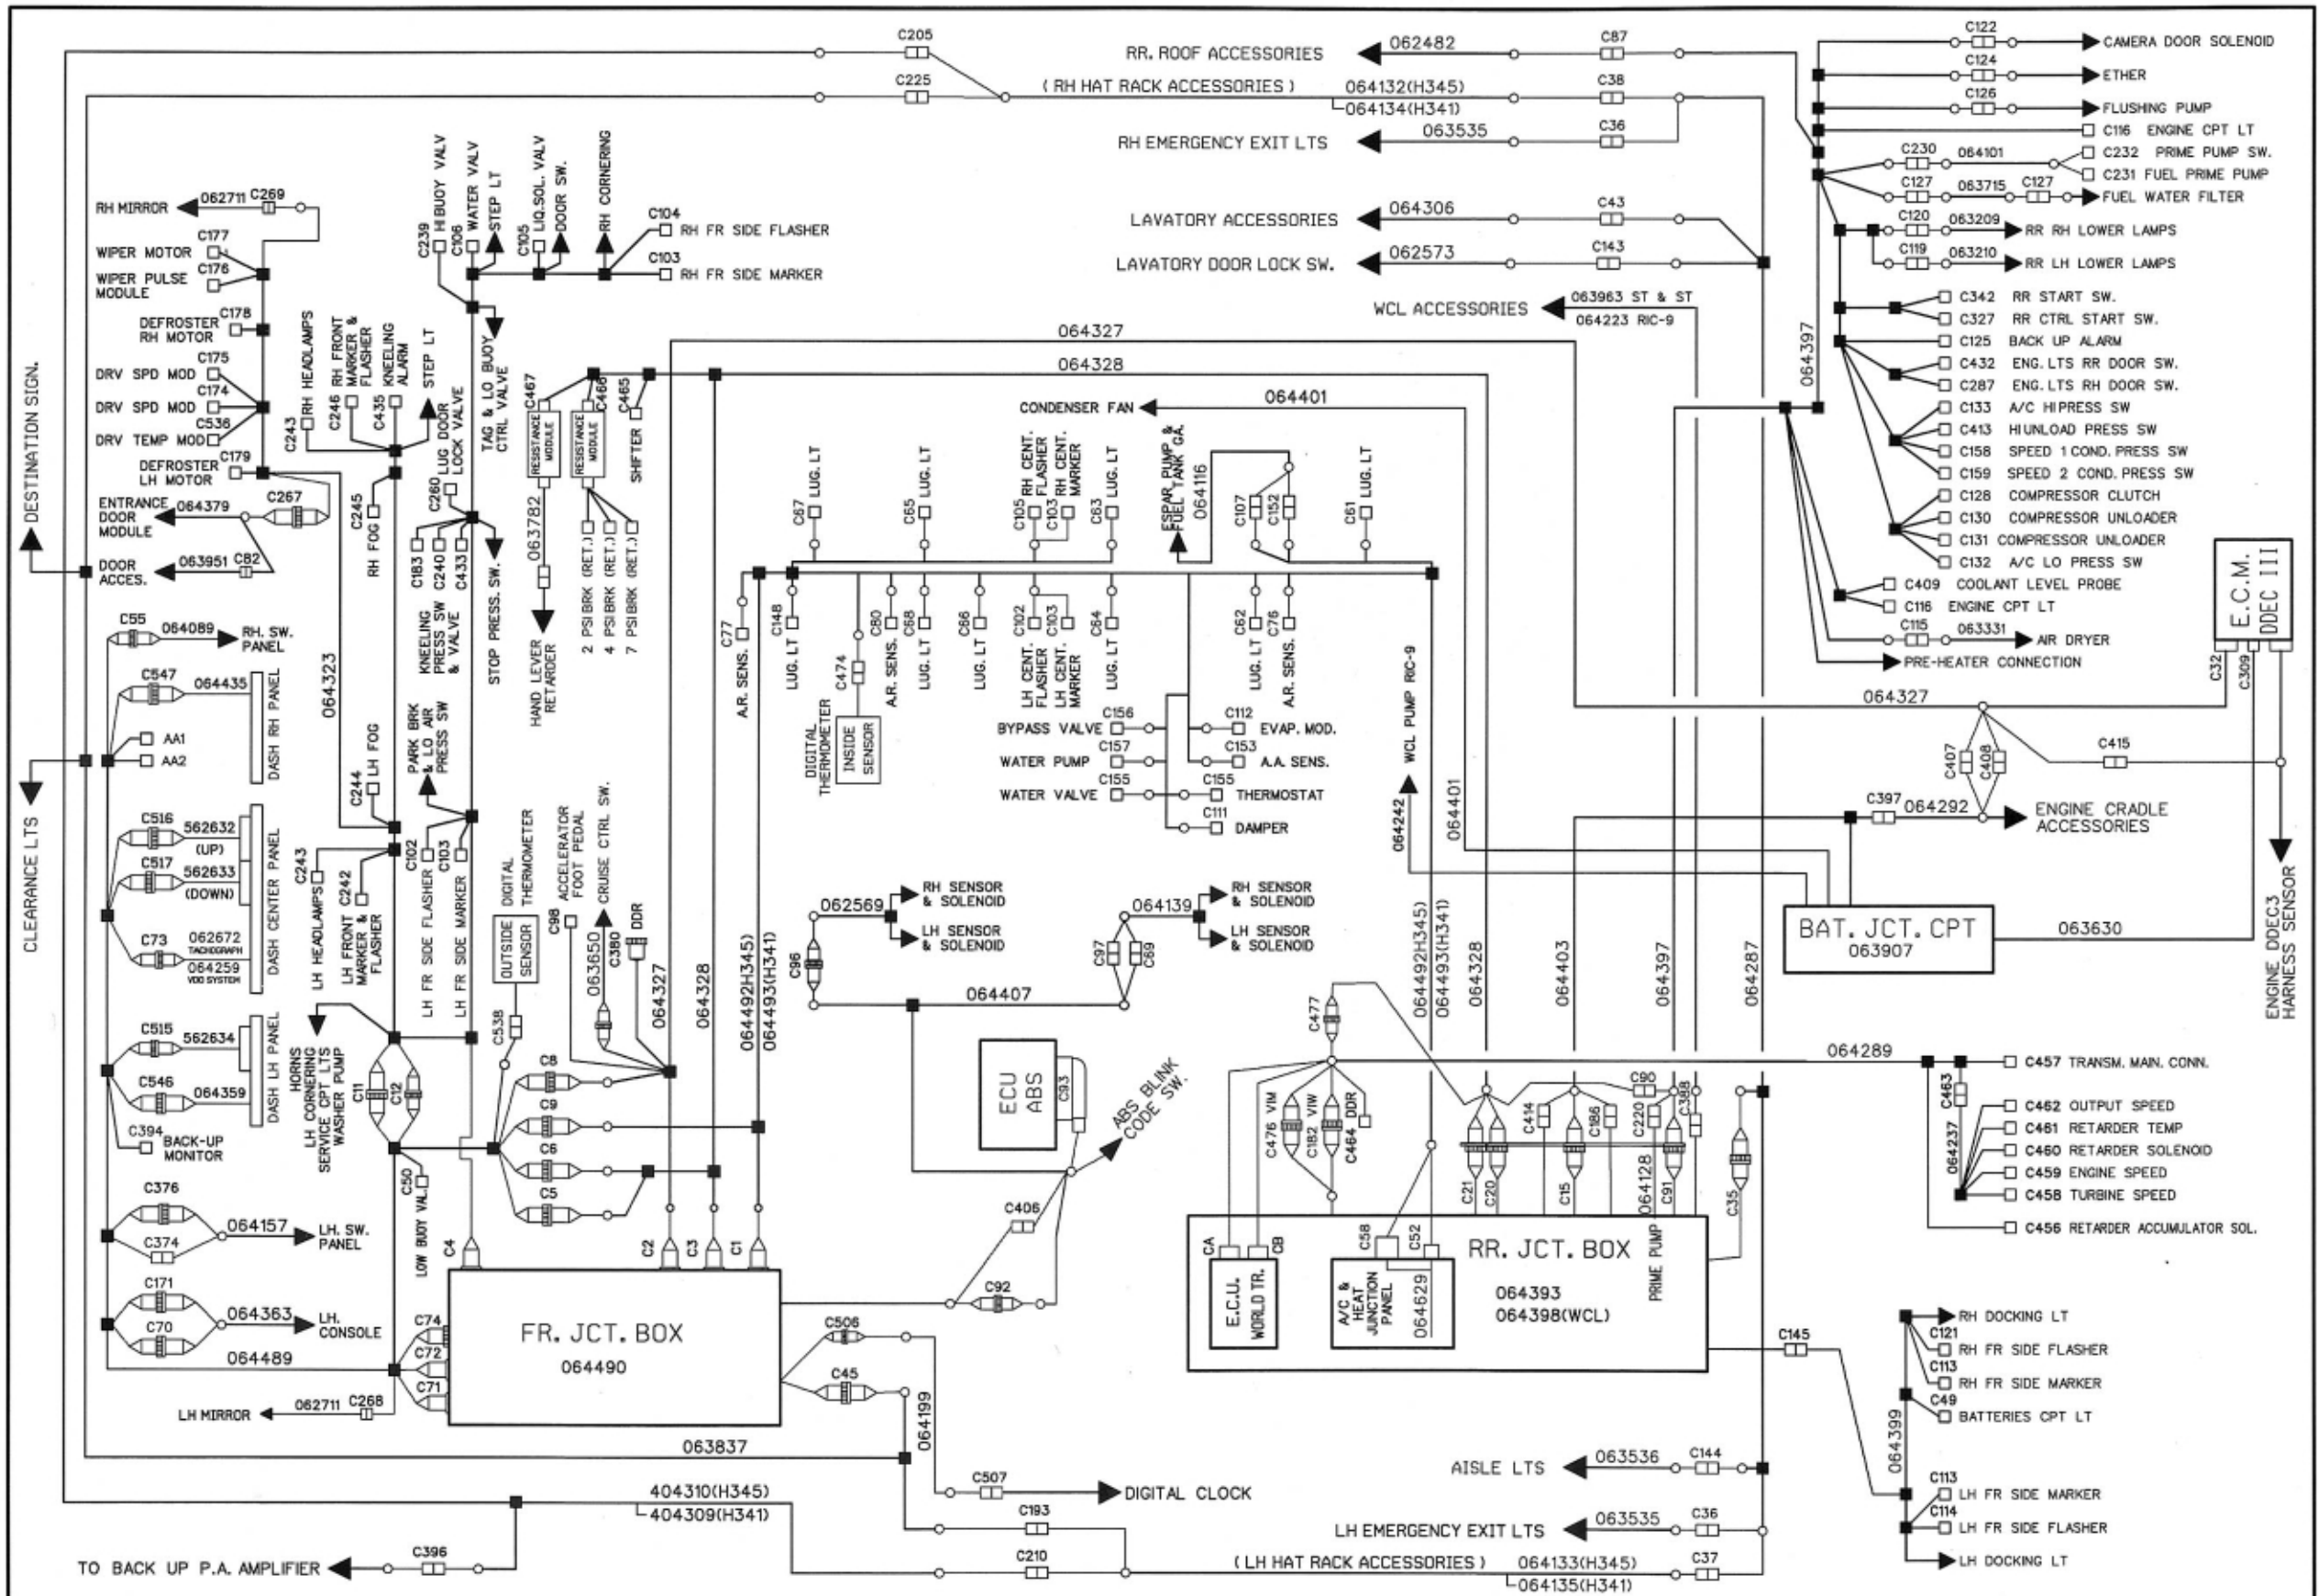 C205
C225
RR. ROOF ACCESSORIES
062482
C87
( RH HAT RACK ACCESSORIES )
064132(H345)
064134(H341)
C38
RH EMERGENCY EXIT LTS
063535
C36
LAVATORY ACCESSORIES
064306
C43
LAVATORY DOOR LOCK SW.
062573
C143
WCL ACCESSORIES
063963 ST & ST
064223 RIC-9
C122
CAMERA DOOR SOLENOID
C124
ETHER
C126
FLUSHING PUMP
C116 ENGINE CPT LT
C230
064101
C232 PRIME PUMP SW.
C231 FUEL PRIME PUMP
C127
063715
C127
FUEL WATER FILTER
C120
063209
RR RH LOWER LAMPS
C119
063210
RR LH LOWER LAMPS
C342 RR START SW.
C327 RR CTRL START SW.
C125 BACK UP ALARM
C432 ENG.LTS RR DOOR SW.
C287 ENG.LTS RH DOOR SW.
C133 A/C HIPRESS SW
C413 HIUNLOAD PRESS SW
C158 SPEED 1 COND. PRESS SW
C159 SPEED 2 COND. PRESS SW
C128 COMPRESSOR CLUTCH
C130 COMPRESSOR UNLOADER
C131 COMPRESSOR UNLOADER
C132 A/C LO PRESS SW
C409 COOLANT LEVEL PROBE
C116 ENGINE CPT LT
C115
063331
AIR DRYER
PRE-HEATER CONNECTION
064397
E.C.M.
DDEC III
C32
C309
064327
C407
C408
C415
C397
064292
ENGINE CRADLE
ACCESSORIES
ENGINE DDEC3
HARNESS SENSOR
BAT. JCT. CPT
063907
063630
RH MIRROR
062711
C269
WIPER MOTOR
C177
WIPER PULSE
MODULE
C176
DEFROSTER
RH MOTOR
C178
DRV SPD MOD
C175
DRV SPD MOD
C174
DRV TEMP MOD
C536
DEFROSTER
LH MOTOR
C179
ENTRANCE
DOOR
MODULE
064379
C267
DOOR
ACCES.
063951
C82
DESTINATION SIGN.
CLEARANCE LTS
C239
HIBUOY VALV
C106
WATER VALV
STEP LT
C105
LIQ.SOL. VALV
DOOR SW.
RH CORNERING
C104
RH FR SIDE FLASHER
C103
RH FR SIDE MARKER
TAG & LO BUOY
CTRL VALVE
C243
RH HEADLAMPS
C246
RH FRONT
MARKER &
FLASHER
C435
KNEELING
ALARM
STEP LT
C260
LUG DOOR
LOCK VALVE
C245
RH FOG
C183
C240
C433
KNEELING
PRESS SW
& VALVE
STOP PRESS. SW.
064323
C244
LH FOG
PARK BRK
& LO AIR
PRESS SW
C102
LH FR SIDE FLASHER
C103
LH FR SIDE MARKER
C243
LH HEADLAMPS
C242
LH FRONT
MARKER &
FLASHER
HORNS
LH CORNERING
SERVICE CPT LTS
WASHER PUMP
C11
C12
C50
LOW BUOY VAL.
C55
064089
RH. SW.
PANEL
C547
064435
DASH RH PANEL
AA1
AA2
C516
562632
(UP)
C517
562633
(DOWN)
C73
062672
TACHOGRAPH
064259
VDO SYSTEM
DASH CENTER PANEL
C515
562634
C546
064359
DASH LH PANEL
C394
BACK-UP
MONITOR
C376
C374
064157
LH. SW.
PANEL
C171
C70
064363
LH.
CONSOLE
064489
LH MIRROR
062711
C268
C467
C466
C465
RESISTANCE
MODULE
RESISTANCE
MODULE
SHIFTER
063782
HAND LEVER
RETARDER
2 PSIBRK (RET.)
4 PSIBRK (RET.)
7 PSIBRK (RET.)
064327
064328
CONDENSER FAN
064401
C67
LUG. LT
C65
LUG. LT
C105
RH CENT.
FLASHER
C103
RH CENT.
MARKER
C63
LUG. LT
ESPAR PUMP &
FUEL TANK GA.
064116
C107
C152
C61
LUG. LT
C77
A.R. SENS.
C148
LUG. LT
C474
DIGITAL
THERMOMETER
INSIDE
SENSOR
C80
A.R. SENS.
C68
LUG. LT
C66
LUG. LT
C102
LH CENT.
FLASHER
C103
LH CENT.
MARKER
C64
LUG. LT
C62
LUG. LT
C76
A.R. SENS.
BYPASS VALVE
C156
C112
EVAP. MOD.
WATER PUMP
C157
C153
A.A. SENS.
WATER VALVE
C155
C155
THERMOSTAT
C111
DAMPER
WCL PUMP RIC-9
064242
064401
OUTSIDE
SENSOR
DIGITAL
THERMOMETER
C538
C98
ACCELERATOR
FOOT PEDAL
CRUISE CTRL SW.
063650
C380
DDR
064327
064328
064492(H345)
064493(H341)
C8
C9
C6
C5
C4
C2
C3
C1
C74
C72
C71
FR. JCT. BOX
064490
062569
RH SENSOR
& SOLENOID
LH SENSOR
& SOLENOID
C96
064139
RH SENSOR
& SOLENOID
LH SENSOR
& SOLENOID
C97
C69
064407
ECU
ABS
C93
ABS BLINK
CODE SW.
C406
C92
C506
C45
064199
063837
404310(H345)
404309(H341)
C507
DIGITAL CLOCK
C193
C210
TO BACK UP P.A. AMPLIFIER
C396
064492H345)
064493(H341)
064328
064403
064397
064287
C477
064289
C476 VIM
C182 VIW
C464 DDR
C21
C20
C414
C15
C186
C90
C220
C388
C91
C35
064128
PRIME PUMP
CA
CB
E.C.U.
WORLD TR.
C58
C52
A/C &
HEAT
JUNCTION
PANEL
064629
RR. JCT. BOX
064393
064398(WCL)
C457 TRANSM. MAIN. CONN.
C463
064237
C462 OUTPUT SPEED
C461 RETARDER TEMP
C460 RETARDER SOLENOID
C459 ENGINE SPEED
C458 TURBINE SPEED
C456 RETARDER ACCUMULATOR SOL.
C145
064399
RH DOCKING LT
C121
RH FR SIDE FLASHER
C113
RH FR SIDE MARKER
C49
BATTERIES CPT LT
C113
LH FR SIDE MARKER
C114
LH FR SIDE FLASHER
LH DOCKING LT
AISLE LTS
063536
C144
LH EMERGENCY EXIT LTS
063535
C36
( LH HAT RACK ACCESSORIES )
064133(H345)
064135(H341)
C37